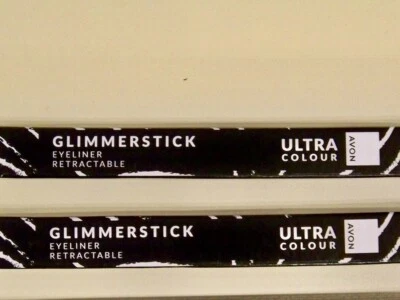 GLIMMERSTICK
EYELINER
RETRACTABLE
ULTRA
COLOUR
AVON
GLIMMERSTICK
EYELINER
RETRACTABLE
ULTRA
COLOUR
AVON